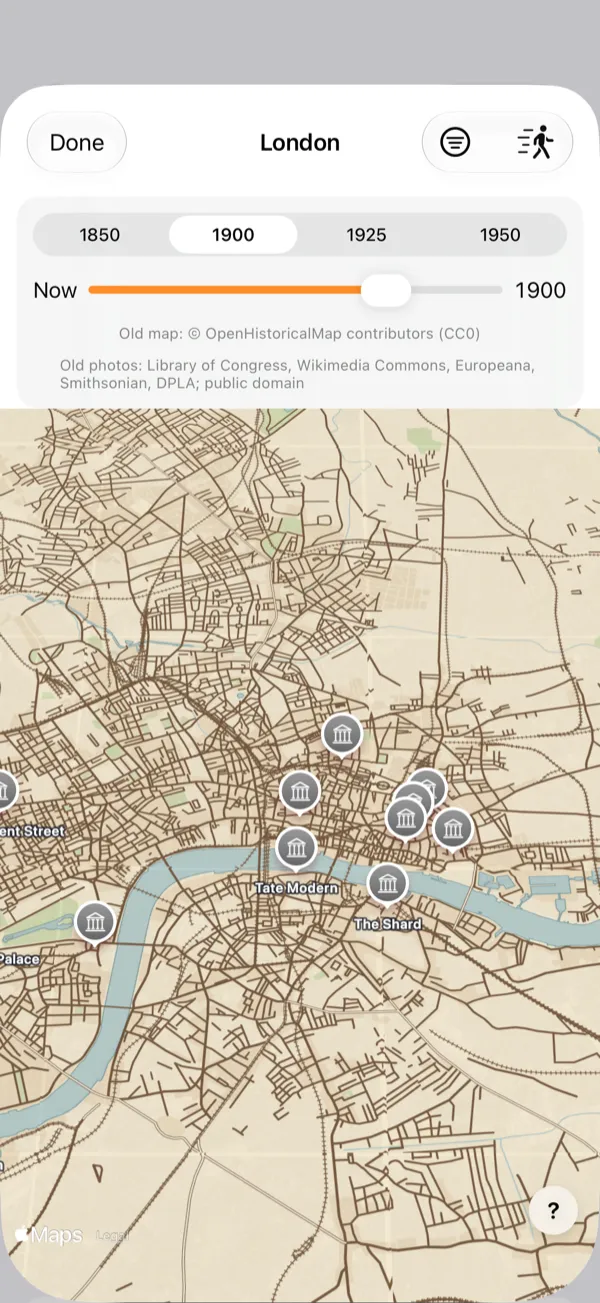 Done
London
1850
1900
1925
1950
Now
1900
Old map: © OpenHistoricalMap contributors (CC0)
Old photos: Library of Congress, Wikimedia Commons, Europeana,
Smithsonian, DPLA; public domain
ent Street
Tate Modern
The Shard
Palace
?
Maps
Legal